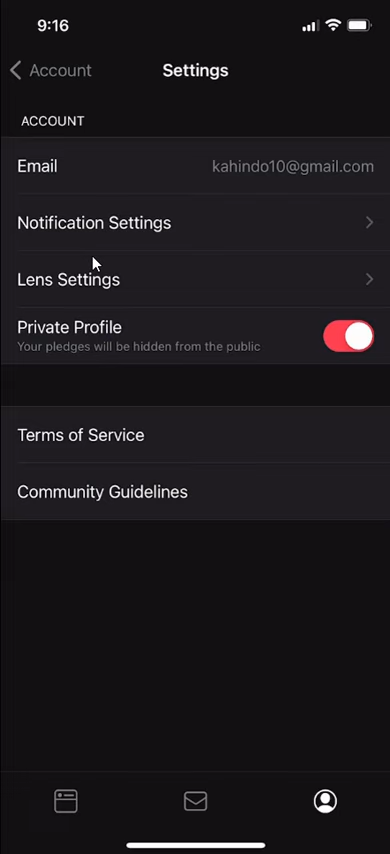 9:16
Account
Settings
ACCOUNT
Email kahindo10@gmail.com
Notification Settings
Lens Settings
Private Profile
Your pledges will be hidden from the public
Terms of Service
Community Guidelines